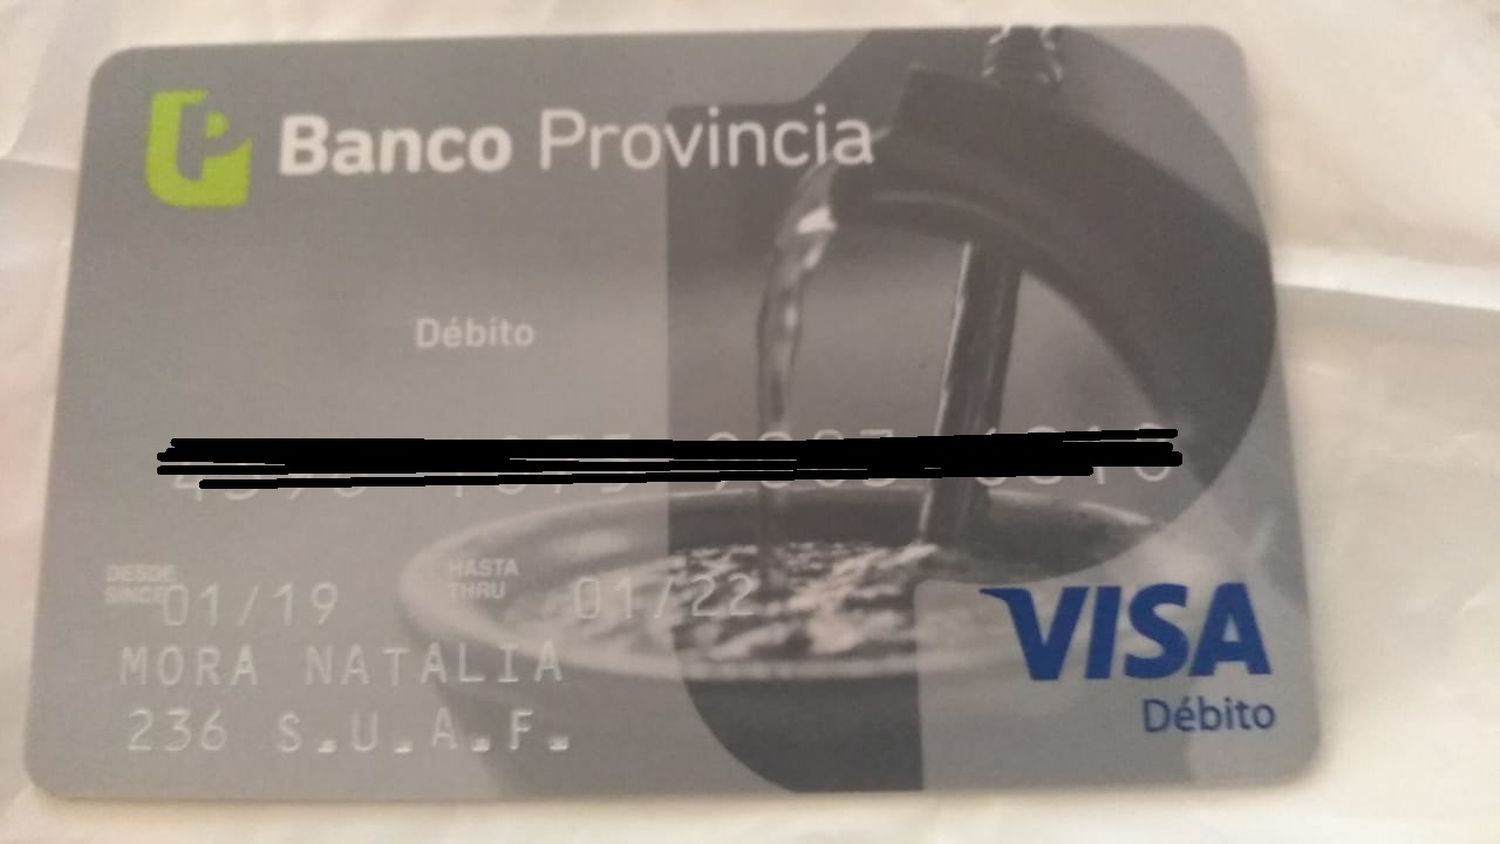 Banco Provincia
Débito
DESDE
SINCE 01/19
HASTA
THRU 01/22
MORA NATALIA
236 S.U.A.F.
VISA
Débito